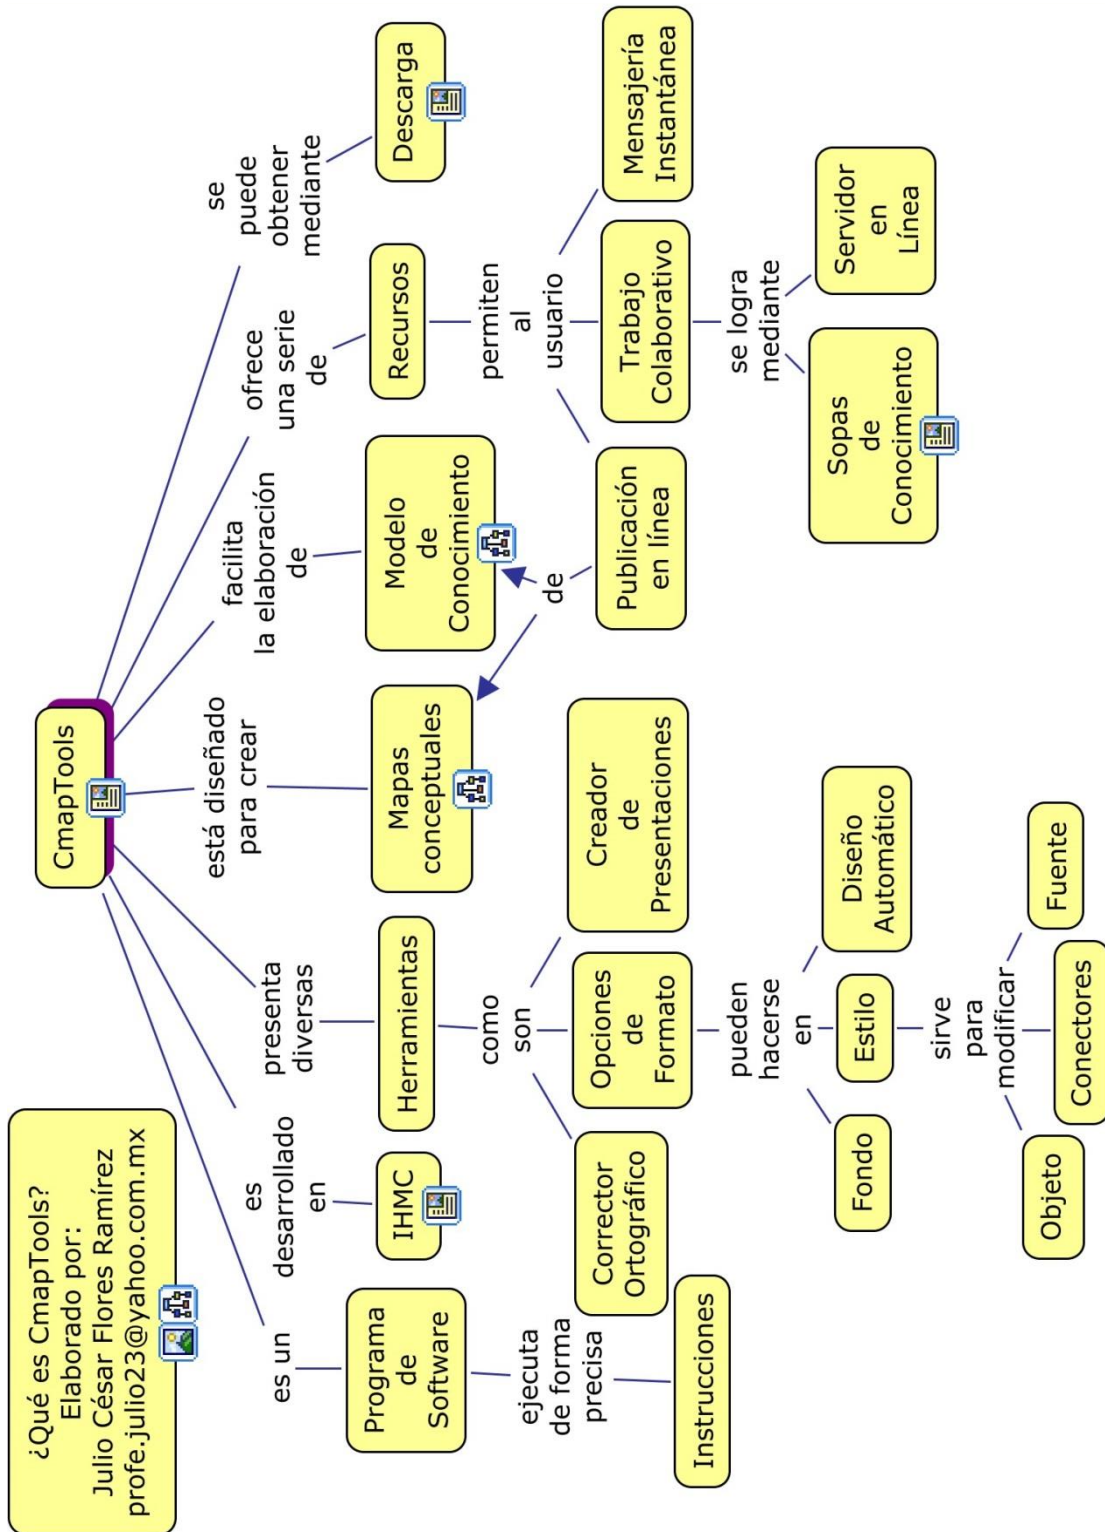 ¿Qué es CmapTools?
Elaborado por:
Julio César Flores Ramírez
profe.julio23@yahoo.com.mx
CmapTools
es un
es
desarrollado
en
presenta
diversas
está diseñado
para crear
facilita
la elaboración
de
ofrece
una serie
de
se
puede
obtener
mediante
Programa
de
Software
IHMC
Herramientas
Mapas
conceptuales
Modelo
de
Conocimiento
Recursos
Descarga
ejecuta
de forma
precisa
como
son
de
permiten
al
usuario
Instrucciones
Corrector
Ortográfico
Opciones
de
Formato
Creador
de
Presentaciones
Publicación
en línea
Trabajo
Colaborativo
Mensajería
Instantánea
pueden
hacerse
en
se logra
mediante
Fondo
Estilo
Diseño
Automático
Sopas
de
Conocimiento
Servidor
en
Línea
sirve
para
modificar
Objeto
Conectores
Fuente